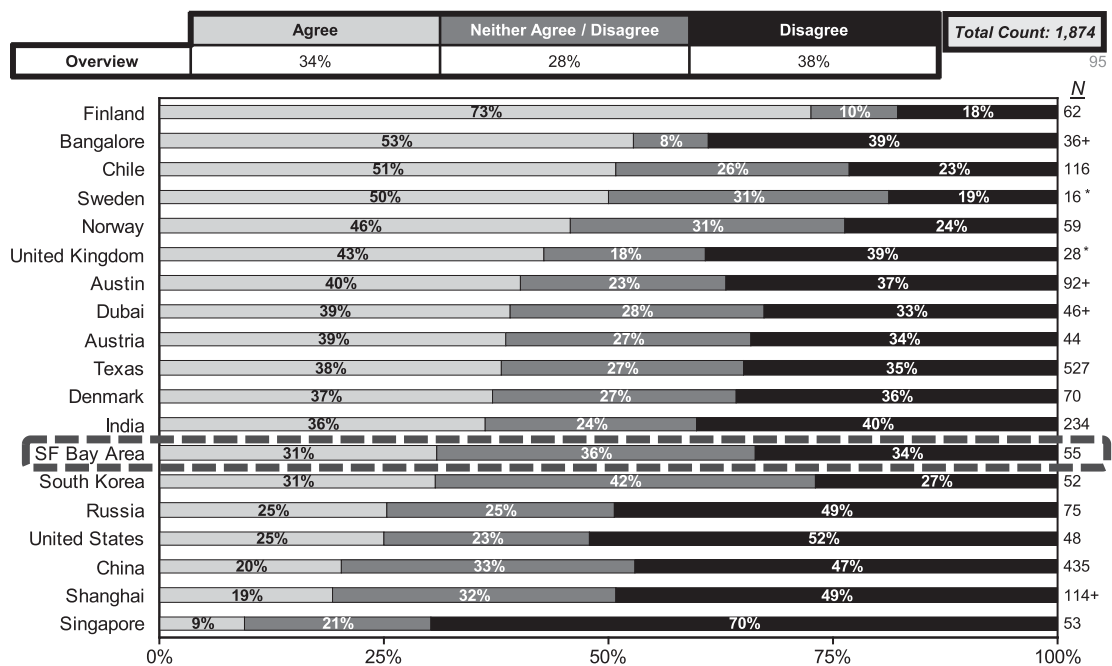 Agree Neither Agree / Disagree Disagree Total Count: 1,874
Overview 34% 28% 38% 95
N
Finland 73% 10% 18% 62
Bangalore 53% 8% 39% 36+
Chile 51% 26% 23% 116
Sweden 50% 31% 19% 16 *
Norway 46% 31% 24% 59
United Kingdom 43% 18% 39% 28 *
Austin 40% 23% 37% 92+
Dubai 39% 28% 33% 46+
Austria 39% 27% 34% 44
Texas 38% 27% 35% 527
Denmark 37% 27% 36% 70
India 36% 24% 40% 234
SF Bay Area 31% 36% 34% 55
South Korea 31% 42% 27% 52
Russia 25% 25% 49% 75
United States 25% 23% 52% 48
China 20% 33% 47% 435
Shanghai 19% 32% 49% 114+
Singapore 9% 21% 70% 53
0% 25% 50% 75% 100%